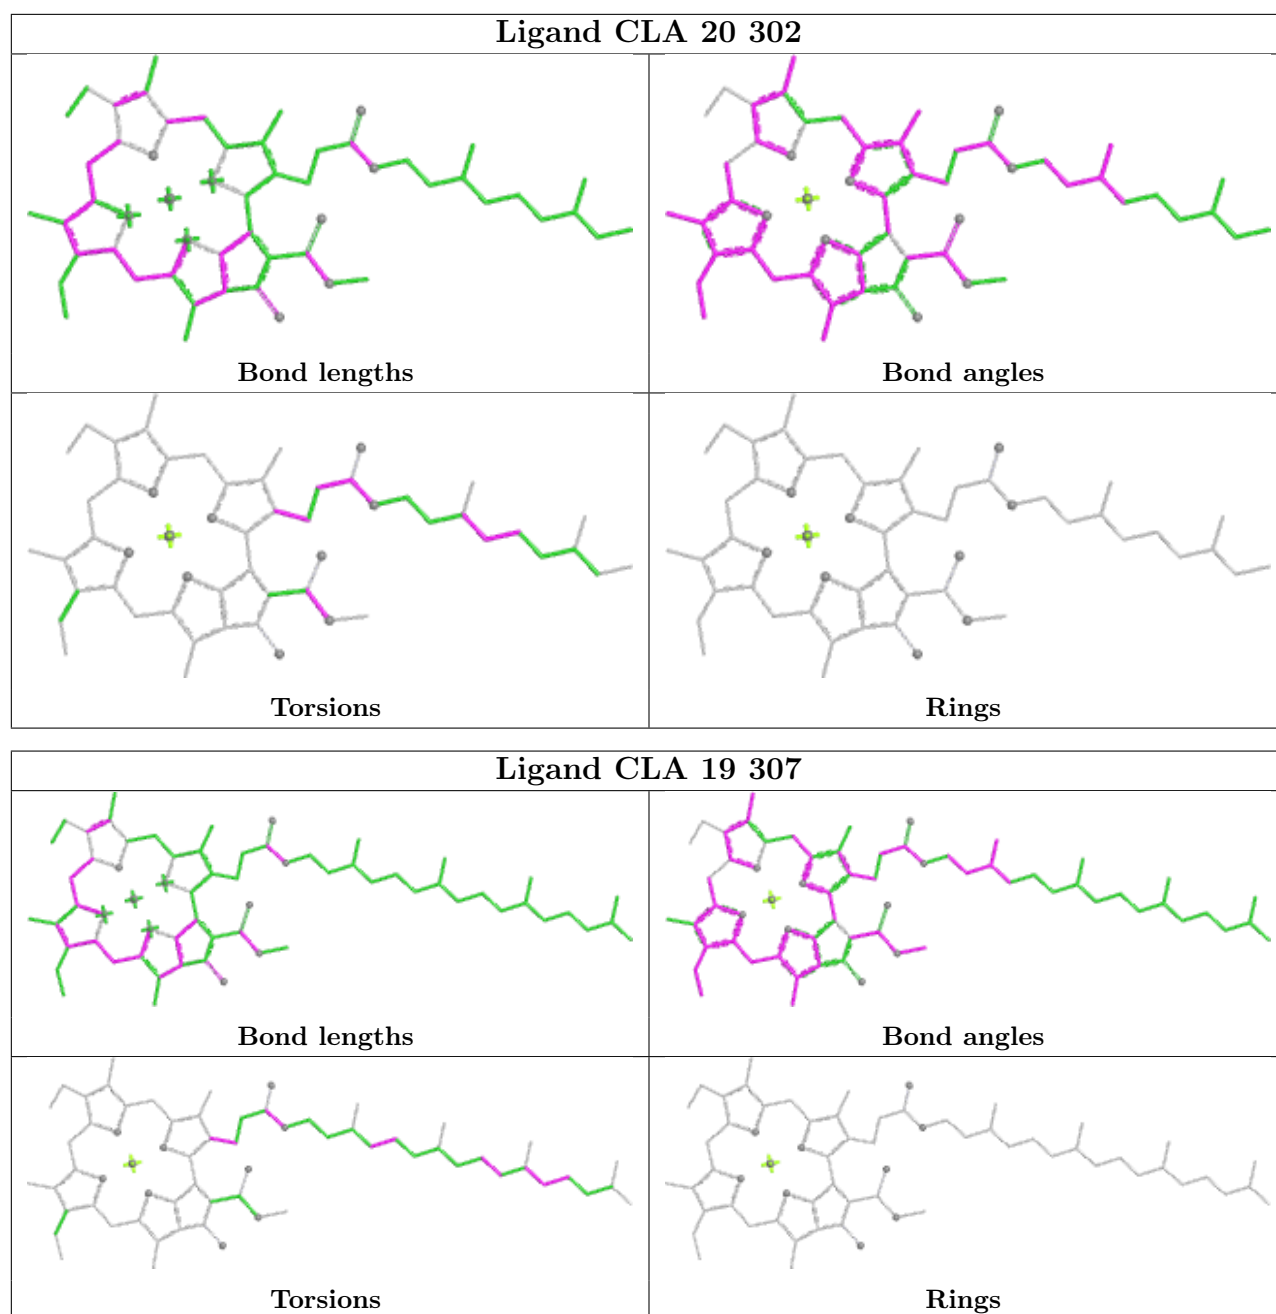 Ligand CLA 20 302
Bond lengths
Bond angles
Torsions
Rings
Ligand CLA 19 307
Bond lengths
Bond angles
Torsions
Rings